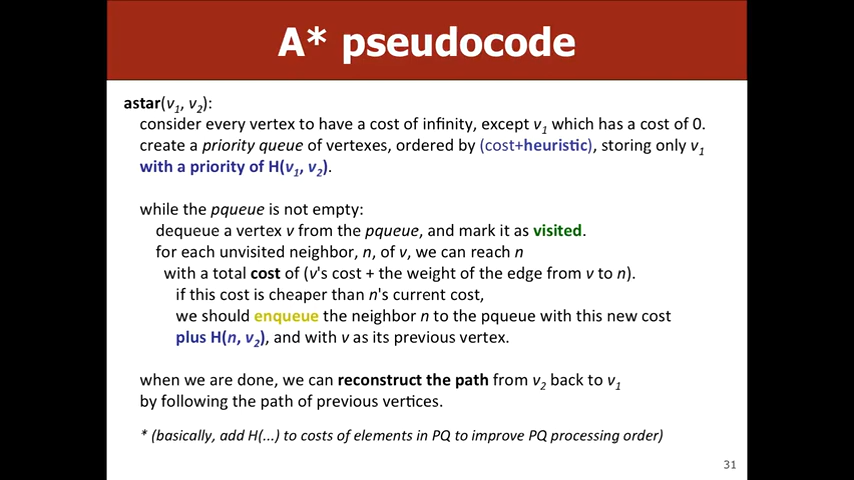 A* pseudocode
astar(v1, v2):
consider every vertex to have a cost of infinity, except v1 which has a cost of 0.
create a priority queue of vertexes, ordered by (cost+heuristic), storing only v1
with a priority of H(v1, v2).
while the pqueue is not empty:
dequeue a vertex v from the pqueue, and mark it as visited.
for each unvisited neighbor, n, of v, we can reach n
with a total cost of (v's cost + the weight of the edge from v to n).
if this cost is cheaper than n's current cost,
we should enqueue the neighbor n to the pqueue with this new cost
plus H(n, v2), and with v as its previous vertex.
when we are done, we can reconstruct the path from v2 back to v1
by following the path of previous vertices.
* (basically, add H(...) to costs of elements in PQ to improve PQ processing order)
31